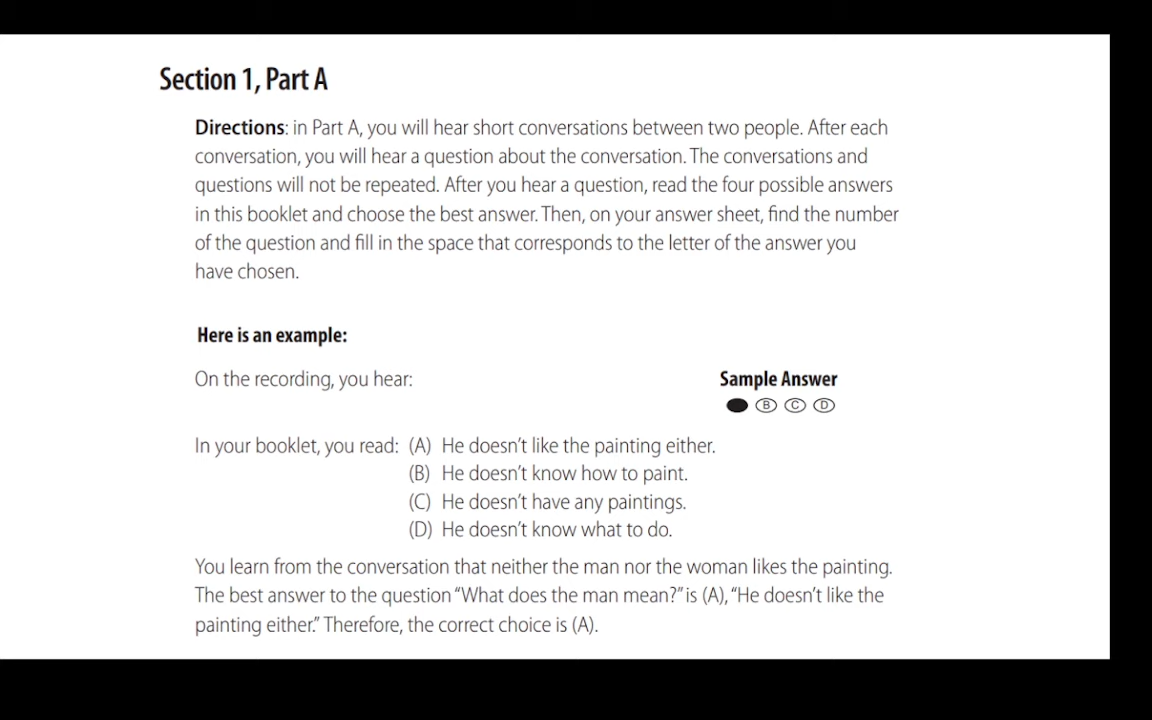 Section 1, Part A
Directions: in Part A, you will hear short conversations between two people. After each
conversation, you will hear a question about the conversation. The conversations and
questions will not be repeated. After you hear a question, read the four possible answers
in this booklet and choose the best answer. Then, on your answer sheet, find the number
of the question and fill in the space that corresponds to the letter of the answer you
have chosen.
Here is an example:
On the recording, you hear:
Sample Answer
B C D
In your booklet, you read: (A) He doesn't like the painting either.
(B) He doesn't know how to paint.
(C) He doesn't have any paintings.
(D) He doesn't know what to do.
You learn from the conversation that neither the man nor the woman likes the painting.
The best answer to the question “What does the man mean?” is (A), “He doesn't like the
painting either.” Therefore, the correct choice is (A).